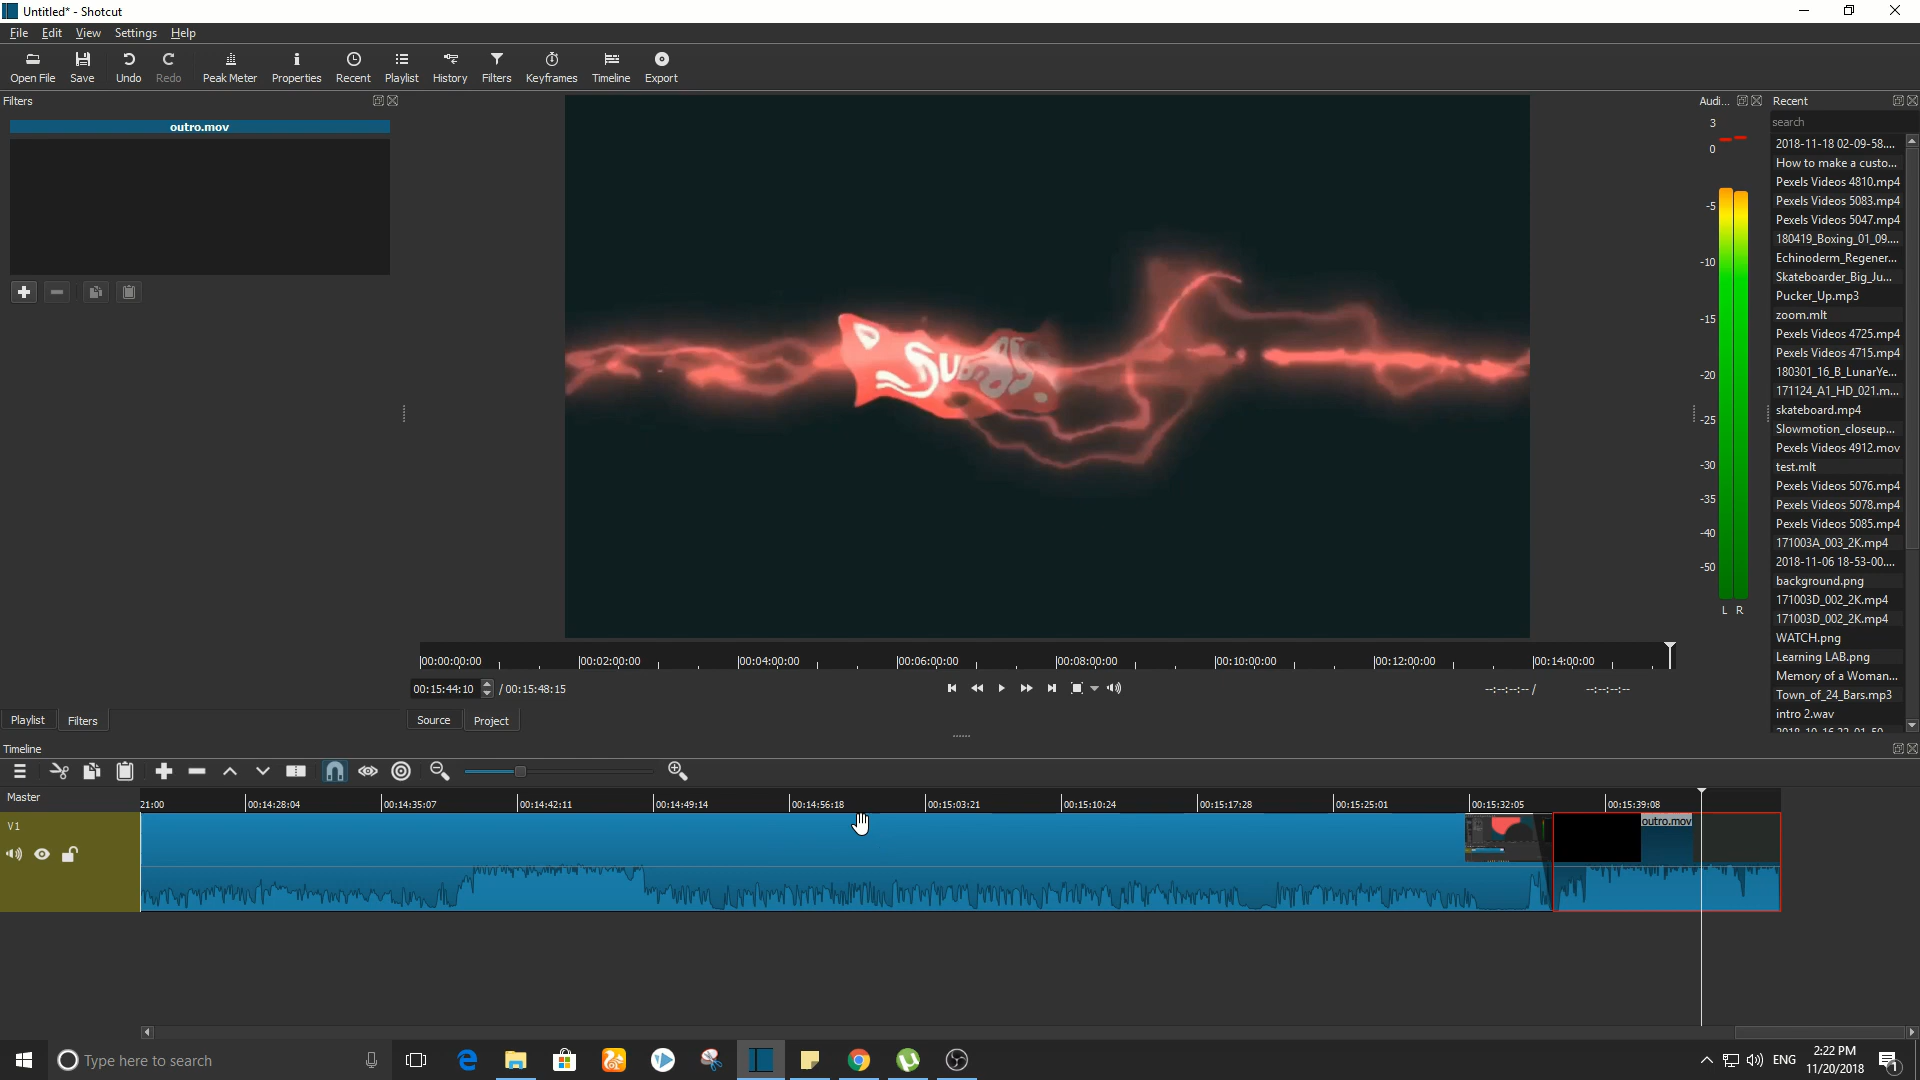 Untitled* - Shotcut
File Edit View Settings Help
Open File Save Undo Redo Peak Meter Properties Recent Playlist History Filters Keyframes Timeline Export
Filters
outro.mov
Audi...
3
0
-5
-10
-15
-20
-25
-30
-35
-40
-50
L R
Recent
search
2018-11-18 02-09-58....
How to make a custo...
Pexels Videos 4810.mp4
Pexels Videos 5083.mp4
Pexels Videos 5047.mp4
180419_Boxing_01_09....
Echinoderm_Regener...
Skateboarder_Big_Ju...
Pucker_Up.mp3
zoom.mlt
Pexels Videos 4725.mp4
Pexels Videos 4715.mp4
180301_16_B_LunarYe...
171124_A1_HD_021.m...
skateboard.mp4
Slowmotion_closeup...
Pexels Videos 4912.mov
test.mlt
Pexels Videos 5076.mp4
Pexels Videos 5078.mp4
Pexels Videos 5085.mp4
171003A_003_2K.mp4
2018-11-06 18-53-00....
background.png
171003D_002_2K.mp4
171003D_002_2K.mp4
WATCH.png
Learning LAB.png
Memory of a Woman...
Town_of_24_Bars.mp3
intro 2.wav
00:00:00:00 00:02:00:00 00:04:00:00 00:06:00:00 00:08:00:00 00:10:00:00 00:12:00:00 00:14:00:00
00:15:44:10 / 00:15:48:15 --:--:--:-- / --:--:--:--
Playlist Filters Source Project
Timeline
Master
21:00 00:14:28:04 00:14:35:07 00:14:42:11 00:14:49:14 00:14:56:18 00:15:03:21 00:15:10:24 00:15:17:28 00:15:25:01 00:15:32:05 00:15:39:08
V1
outro.mov
Type here to search
ENG
2:22 PM
11/20/2018
1